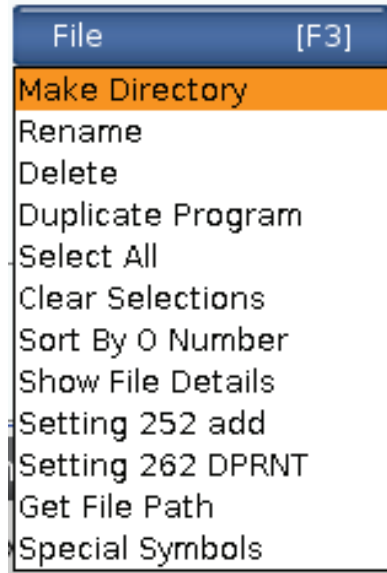 File [F3]
Make Directory
Rename
Delete
Duplicate Program
Select All
Clear Selections
Sort By O Number
Show File Details
Setting 252 add
Setting 262 DPRNT
Get File Path
Special Symbols